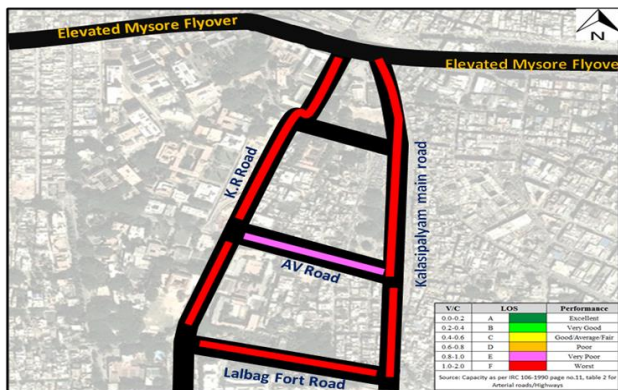 Elevated Mysore Flyover
N
Elevated Mysore Flyover
K.R Road
Kalasipalyam main road
AV Road
Lalbag Fort Road
V/C LOS Performance
0.0-0.2 A Excellent
0.2-0.4 B Very Good
0.4-0.6 C Good/Average/Fair
0.6-0.8 D Poor
0.8-1.0 E Very Poor
1.0-2.0 F Worst
Source: Capacity as per IRC 106-1990 page no.11, table 2 for
Arterial roads/Highways